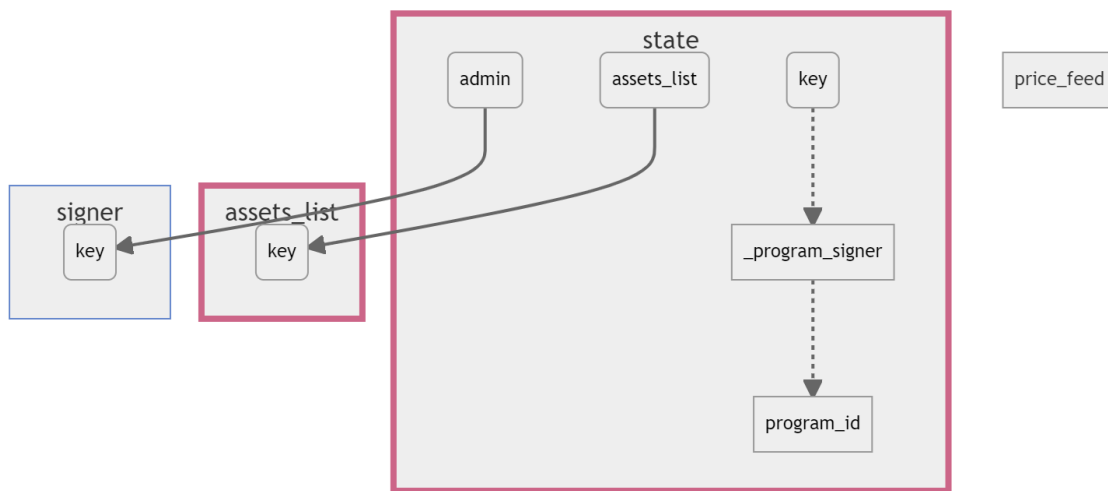 state
admin
assets_list
key
price_feed
signer
key
assets_list
key
_program_signer
program_id